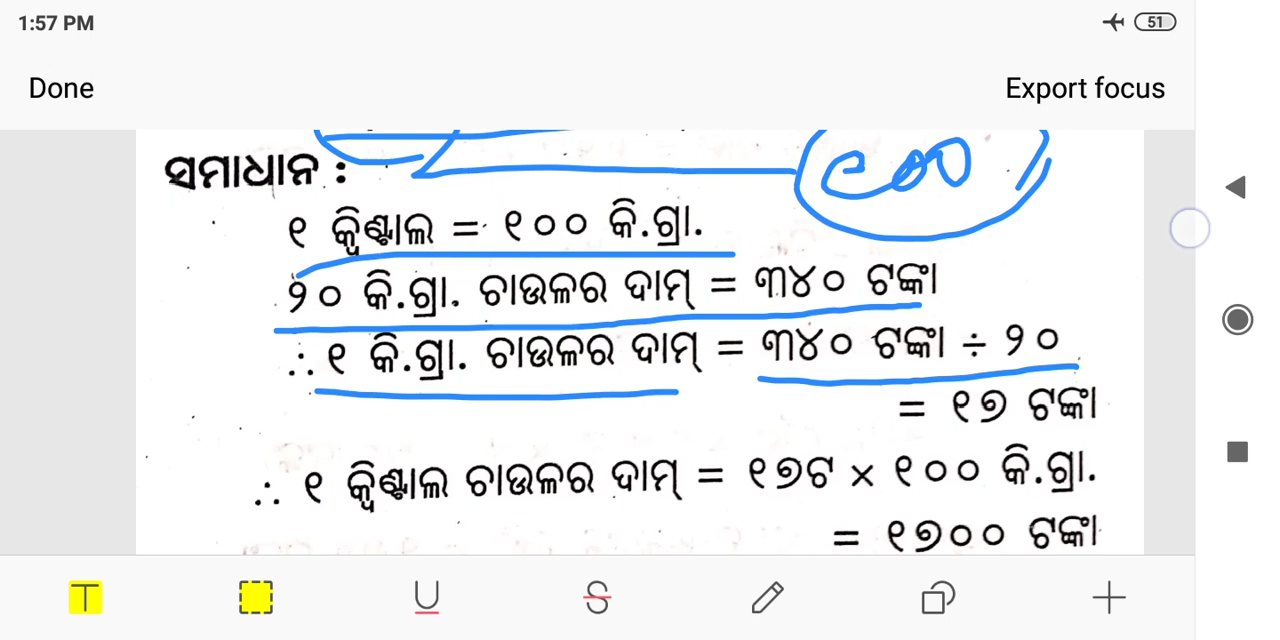 1:57 PM
51
Done
Export focus
ସମାଧାନ :
୧ କ୍ୱିଣ୍ଟାଲ = ୧୦୦ କି.ଗ୍ରା.
୨୦ କି.ଗ୍ରା. ଚାଉଳର ଦାମ୍ = ୩୪୦ ଟଙ୍କା
∴ ୧ କି.ଗ୍ରା. ଚାଉଳର ଦାମ୍ = ୩୪୦ ଟଙ୍କା ÷ ୨୦
= ୧୭ ଟଙ୍କା
∴ ୧ କ୍ୱିଣ୍ଟାଲ ଚାଉଳର ଦାମ୍ = ୧୭ଟ × ୧୦୦ କି.ଗ୍ରା.
= ୧୭୦୦ ଟଙ୍କା
T
U
S